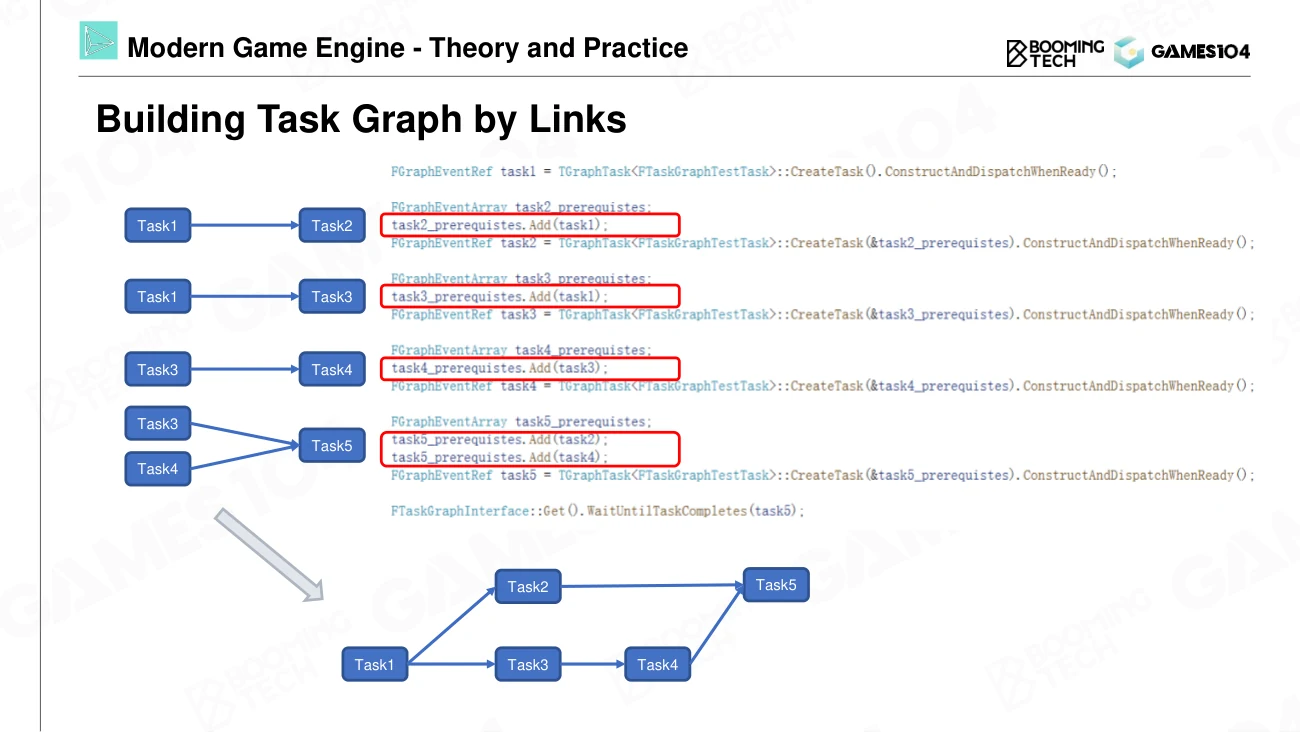 Modern Game Engine - Theory and Practice
BOOMING TECH
GAMES104
Building Task Graph by Links
FGraphEventRef task1 = TGraphTask<FTaskGraphTestTask>::CreateTask().ConstructAndDispatchWhenReady();
Task1
Task2
FGraphEventArray task2_prerequistes;
task2_prerequistes.Add(task1);
FGraphEventRef task2 = TGraphTask<FTaskGraphTestTask>::CreateTask(&task2_prerequistes).ConstructAndDispatchWhenReady();
Task1
Task3
FGraphEventArray task3_prerequistes;
task3_prerequistes.Add(task1);
FGraphEventRef task3 = TGraphTask<FTaskGraphTestTask>::CreateTask(&task3_prerequistes).ConstructAndDispatchWhenReady();
Task3
Task4
FGraphEventArray task4_prerequistes;
task4_prerequistes.Add(task3);
FGraphEventRef task4 = TGraphTask<FTaskGraphTestTask>::CreateTask(&task4_prerequistes).ConstructAndDispatchWhenReady();
Task3
Task4
Task5
FGraphEventArray task5_prerequistes;
task5_prerequistes.Add(task2);
task5_prerequistes.Add(task4);
FGraphEventRef task5 = TGraphTask<FTaskGraphTestTask>::CreateTask(&task5_prerequistes).ConstructAndDispatchWhenReady();
FTaskGraphInterface::Get().WaitUntilTaskCompletes(task5);
Task2
Task5
Task1
Task3
Task4